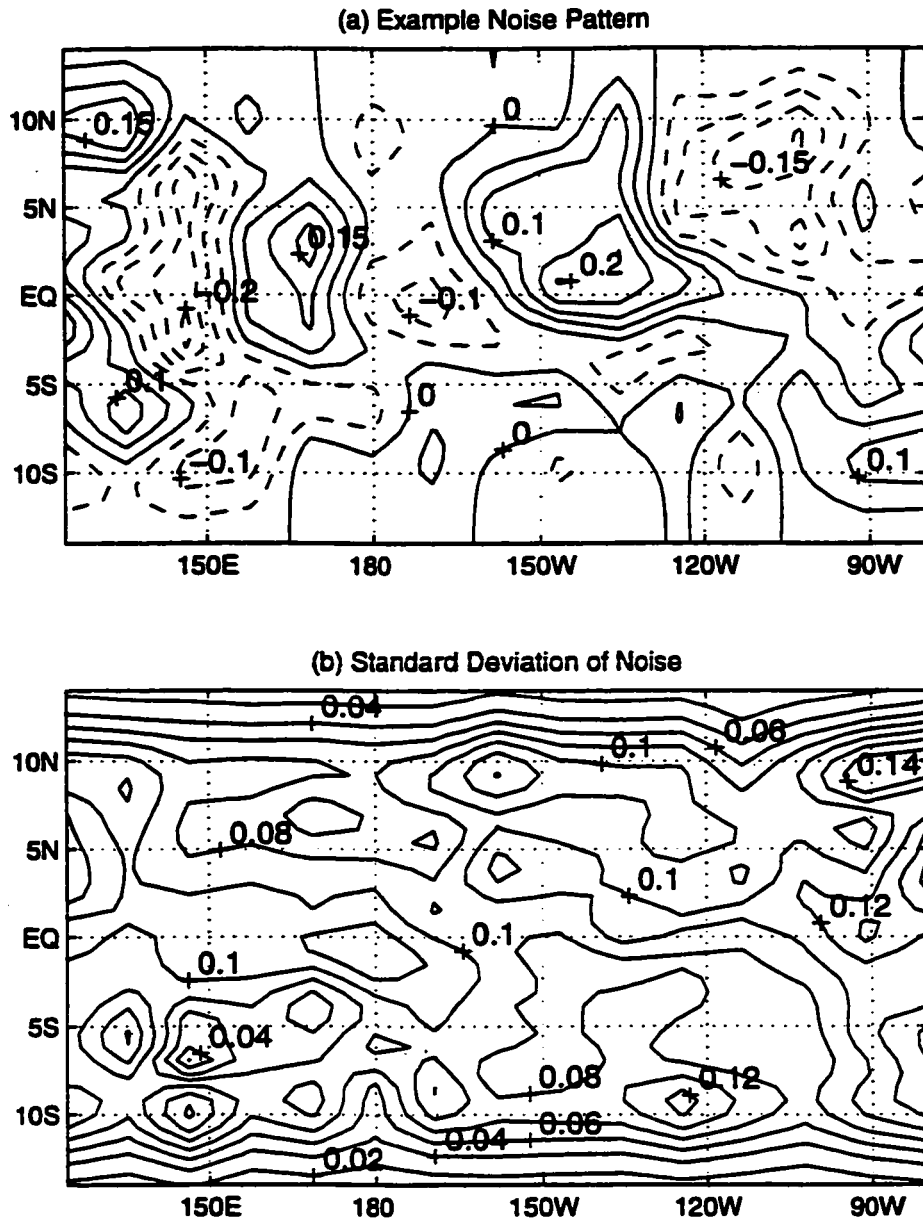 (a) Example Noise Pattern
10N
5N
EQ
5S
10S
150E
180
150W
120W
90W
0.15
0
-0.15
0.1
0.15
0.2
-0.2
-0.1
0.1
0
0
-0.1
0.1
(b) Standard Deviation of Noise
10N
5N
EQ
5S
10S
150E
180
150W
120W
90W
0.04
0.06
0.1
0.14
0.08
0.1
0.12
0.1
0.1
0.04
0.08
0.12
0.06
0.04
0.02